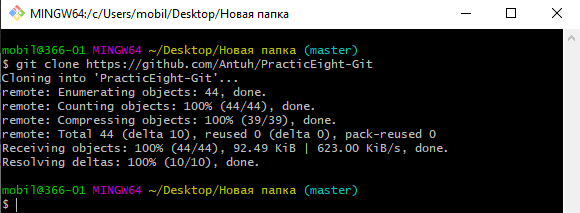 MINGW64:/c/Users/mobil/Desktop/Новая папка
mobil@366-01 MINGW64 ~/Desktop/Новая папка (master)
$ git clone https://github.com/Antuh/PracticEight-Git
Cloning into 'PracticEight-Git'...
remote: Enumerating objects: 44, done.
remote: Counting objects: 100% (44/44), done.
remote: Compressing objects: 100% (39/39), done.
remote: Total 44 (delta 10), reused 0 (delta 0), pack-reused 0
Receiving objects: 100% (44/44), 92.49 KiB | 623.00 KiB/s, done.
Resolving deltas: 100% (10/10), done.
mobil@366-01 MINGW64 ~/Desktop/Новая папка (master)
$